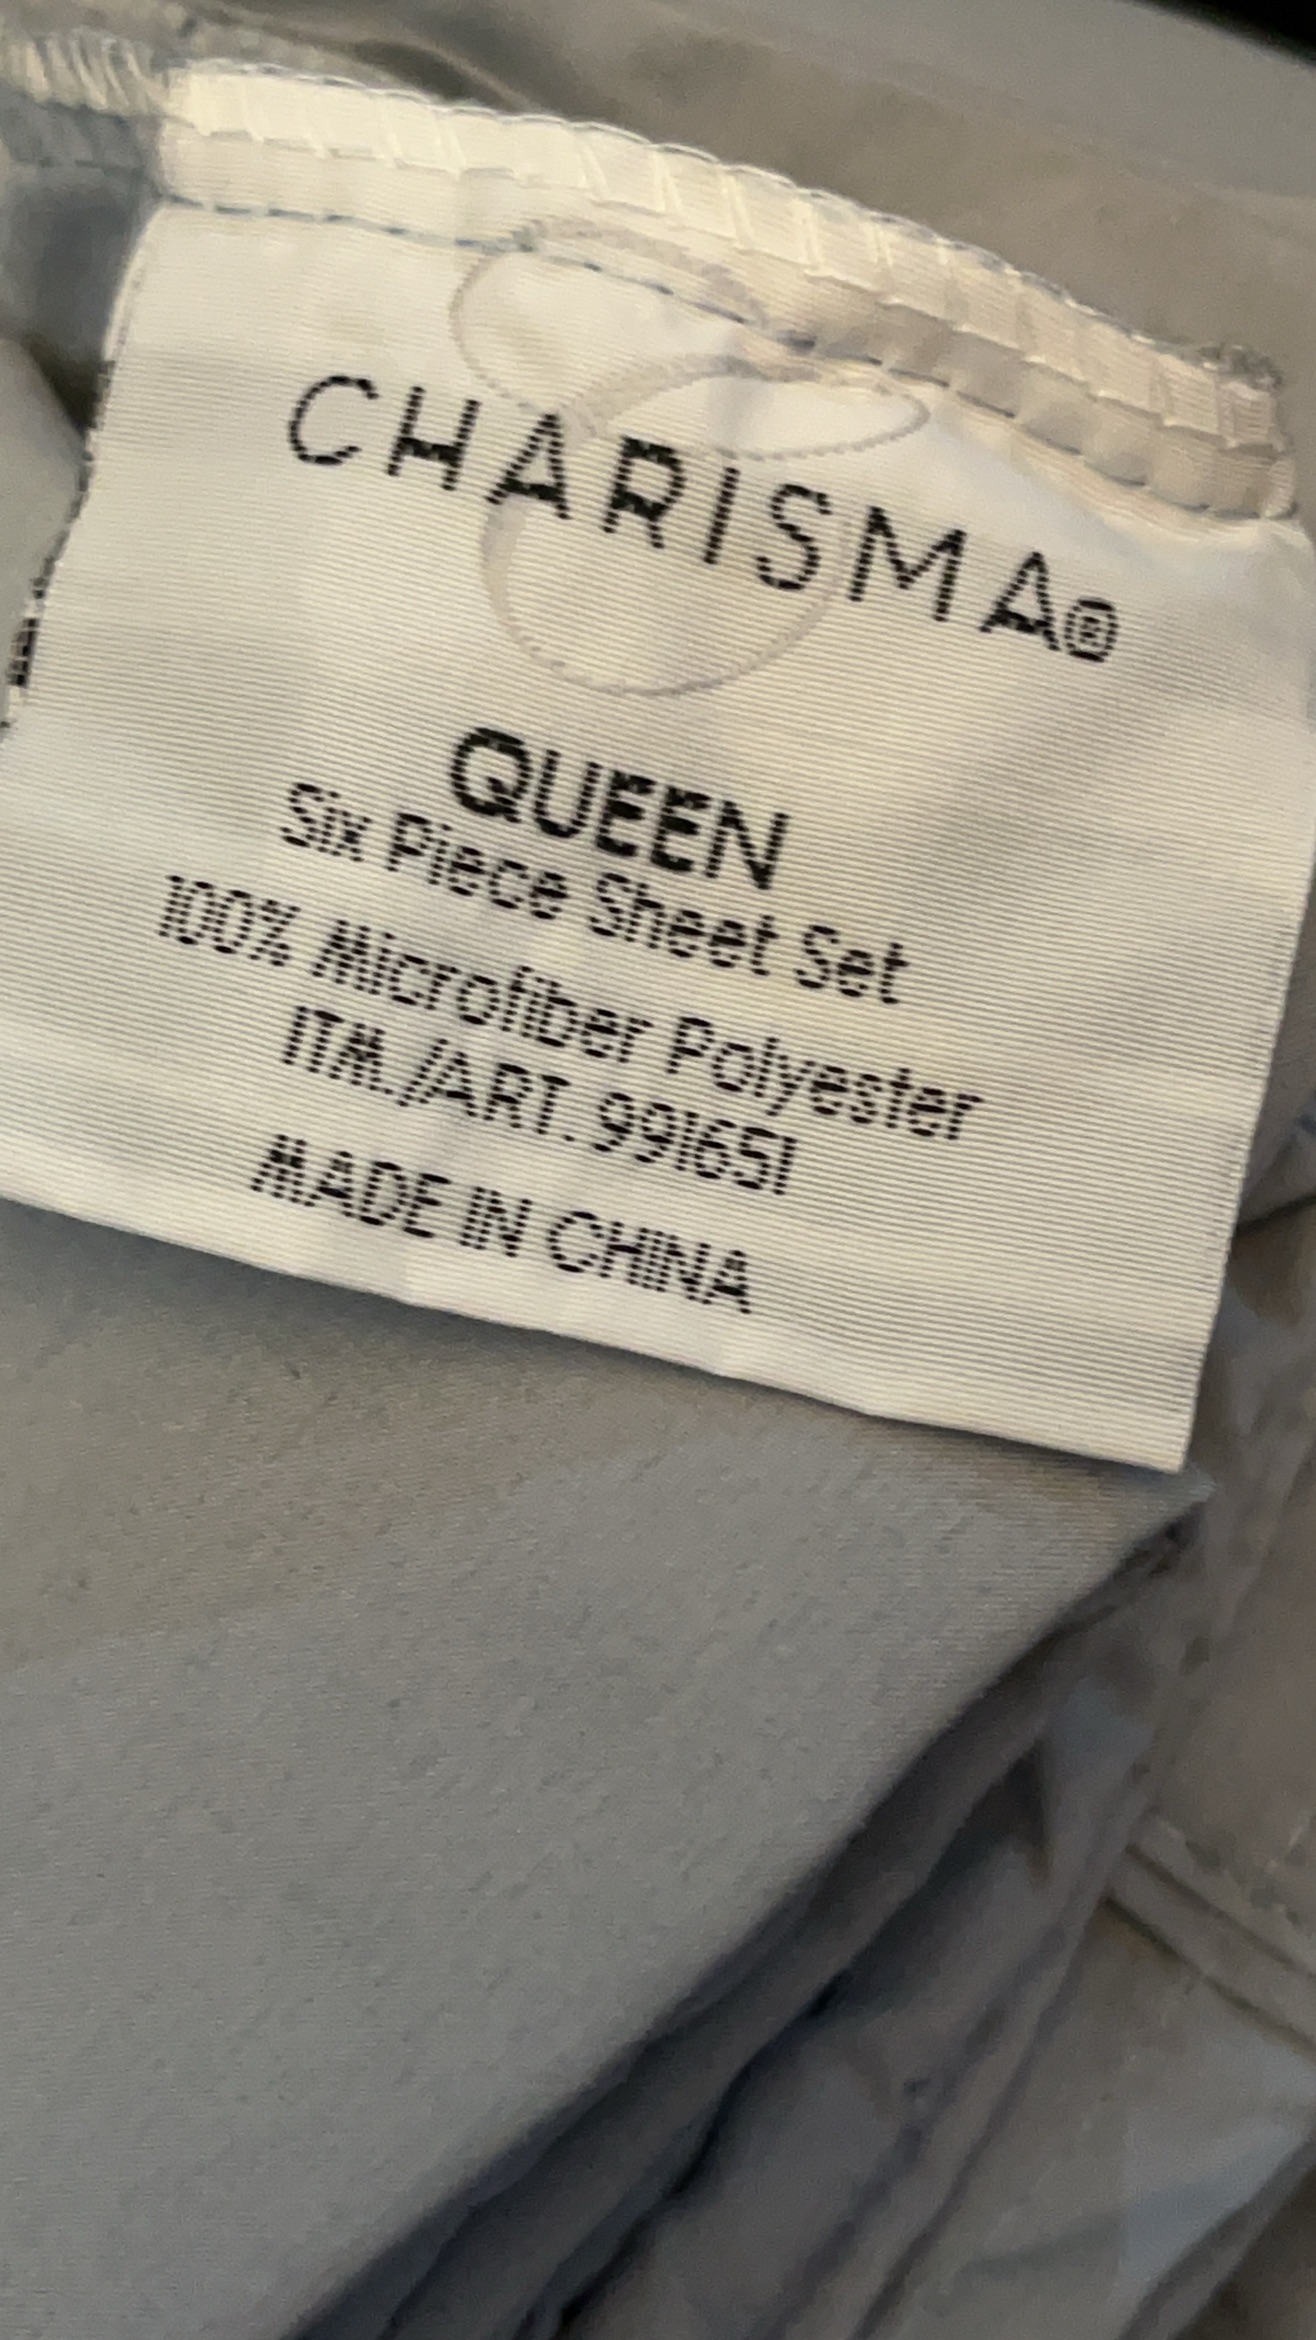 CHARISMA®
QUEEN
Six Piece Sheet Set
100% Microfiber Polyester
ITM./ART. 991651
MADE IN CHINA